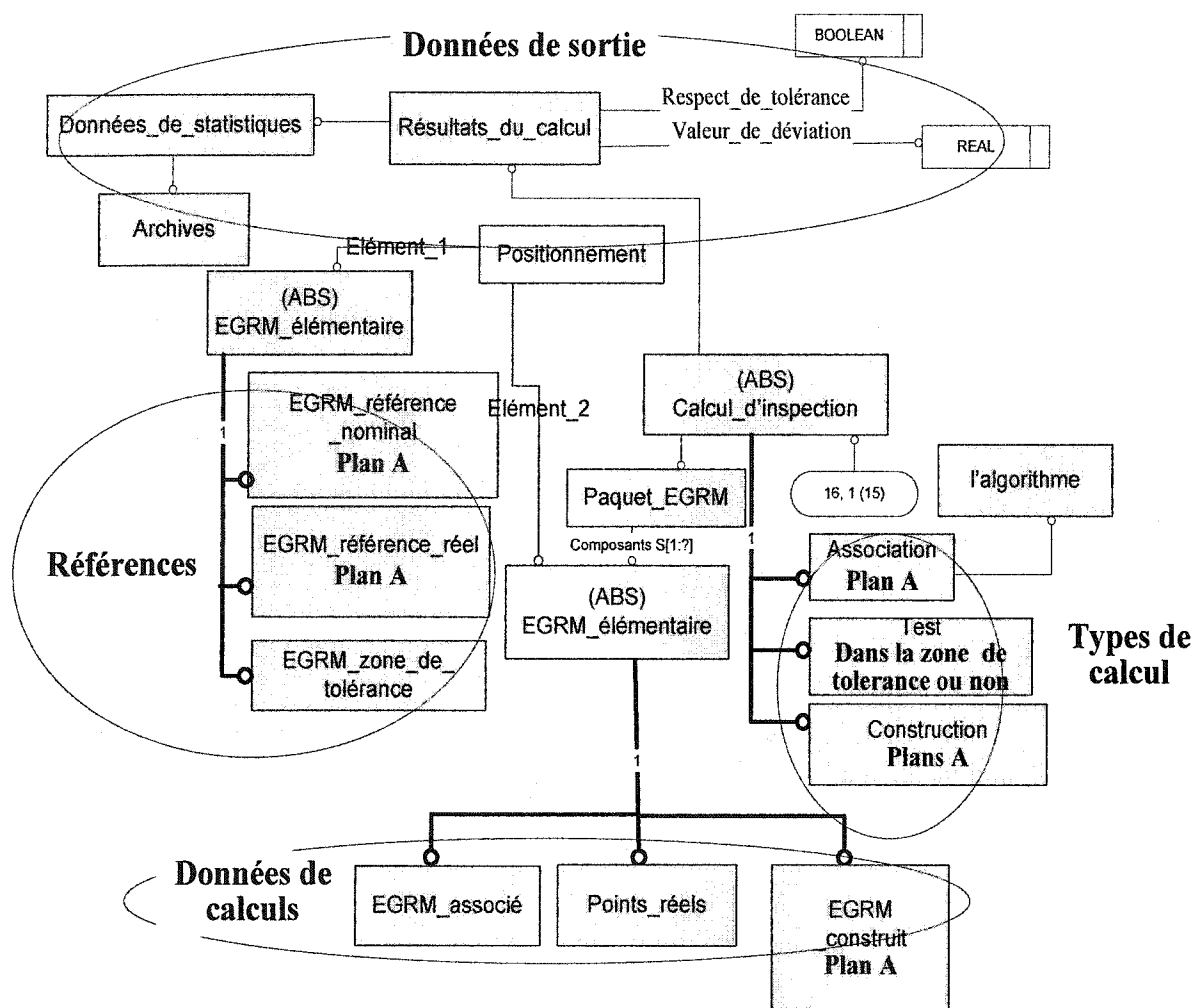 BOOLEAN
Données de sortie
Respect_de_tolérance
Données_de_statistiques
Résultats_du_calcul
Valeur_de_déviation
REAL
Archives
Elément_1
Positionnement
(ABS)
EGRM_élémentaire
(ABS)
Calcul_d'inspection
EGRM_référence
_nominal
Plan A
Elément_2
1
Paquet_EGRM
16, 1 (15)
l'algorithme
Composants S[1:?]
1
Références
EGRM_référence_réel
Plan A
Association
Plan A
(ABS)
EGRM_élémentaire
Test
Dans la zone de
tolerance ou non
Types de
calcul
EGRM_zone_de_
tolérance
Construction
Plans A
1
Données de
calculs
EGRM_associé
Points_réels
EGRM
_construit
Plan A